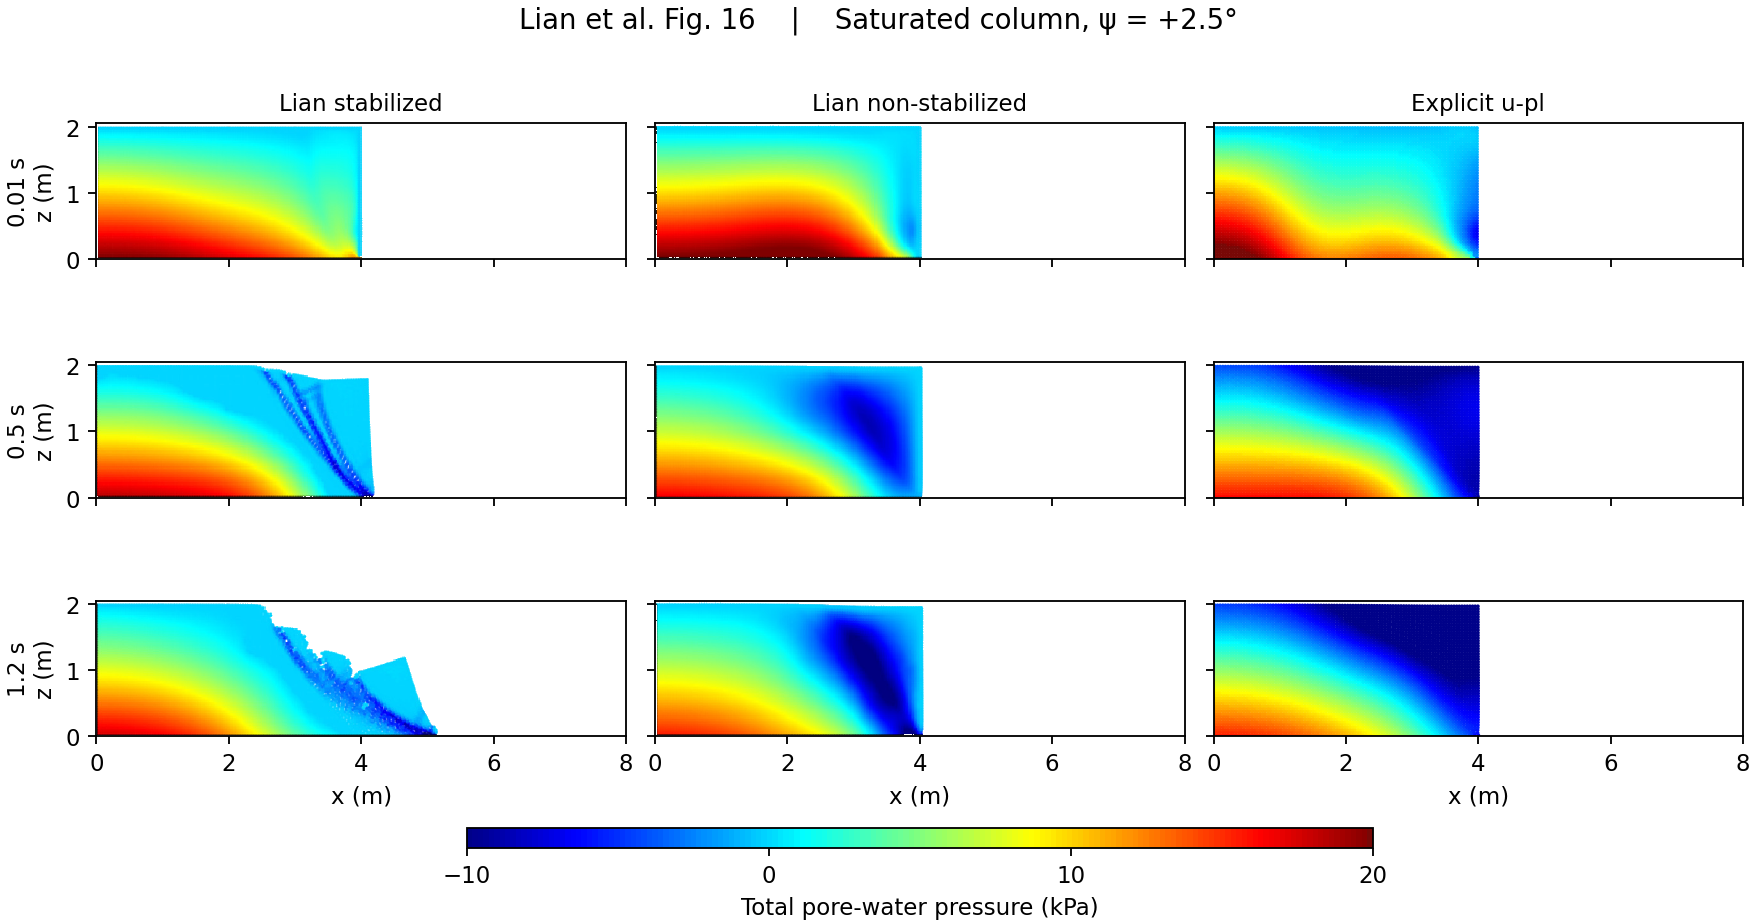 Lian et al. Fig. 16 | Saturated column, ψ = +2.5°
Lian stabilized Lian non-stabilized Explicit u-pl
0.01 s
z (m)
2
1
0
0.5 s
z (m)
2
1
0
1.2 s
z (m)
2
1
0
0 2 4 6 8 0 2 4 6 8 0 2 4 6 8
x (m) x (m) x (m)
−10 0 10 20
Total pore-water pressure (kPa)